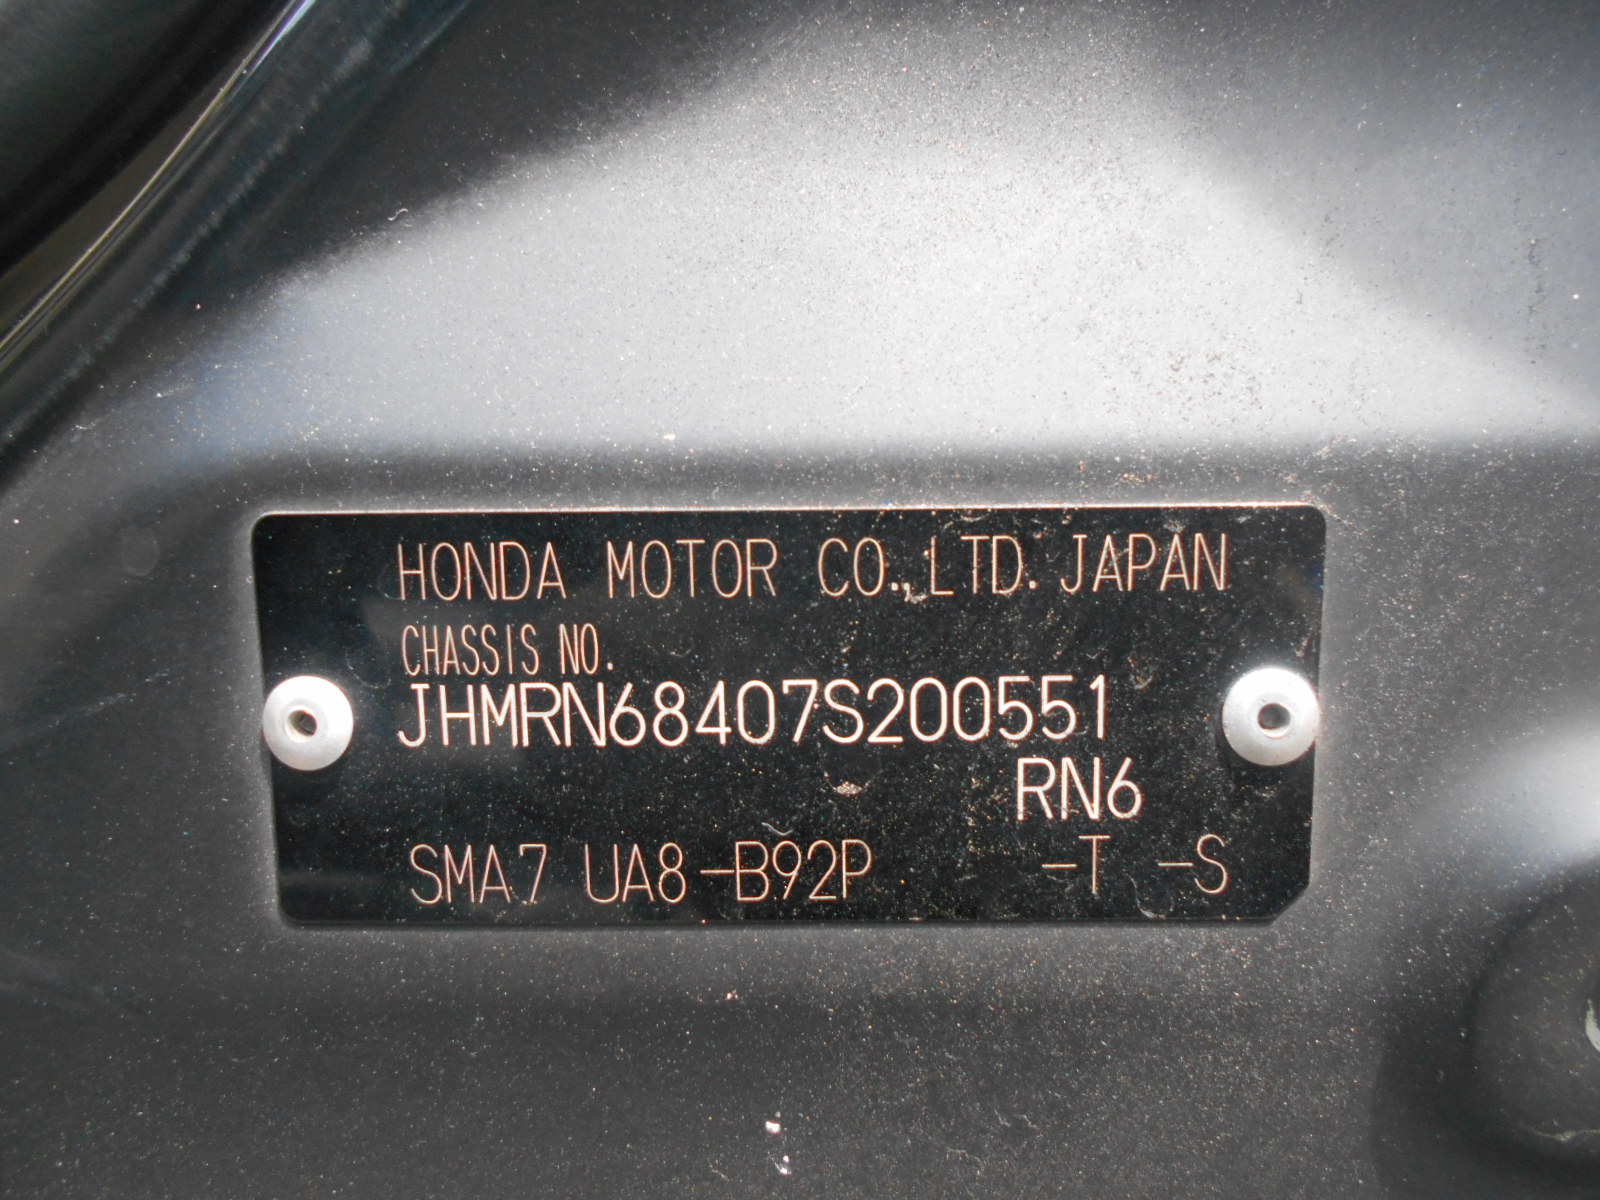 HONDA MOTOR CO., LTD. JAPAN
CHASSIS NO.
JHMRN68407S200551
RN6
SMA7 UA8-B92P -T -S